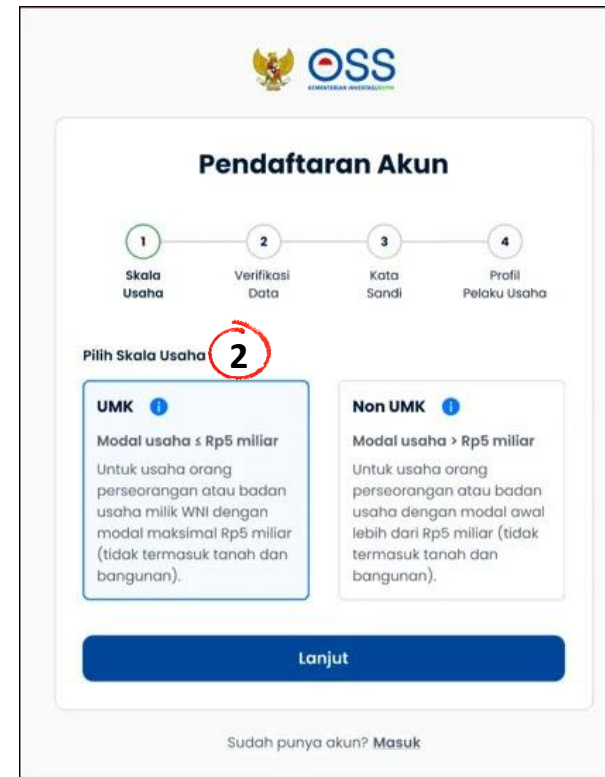 OSS
KEMENTERIAN INVESTASI/BKPM
Pendaftaran Akun
1
2
3
4
Skala
Usaha
Verifikasi
Data
Kata
Sandi
Profil
Pelaku Usaha
Pilih Skala Usaha
2
UMK
Modal usaha ≤ Rp5 miliar
Untuk usaha orang
perseorangan atau badan
usaha milik WNI dengan
modal maksimal Rp5 miliar
(tidak termasuk tanah dan
bangunan).
Non UMK
Modal usaha > Rp5 miliar
Untuk usaha orang
perseorangan atau badan
usaha dengan modal awal
lebih dari Rp5 miliar (tidak
termasuk tanah dan
bangunan).
Lanjut
Sudah punya akun? Masuk